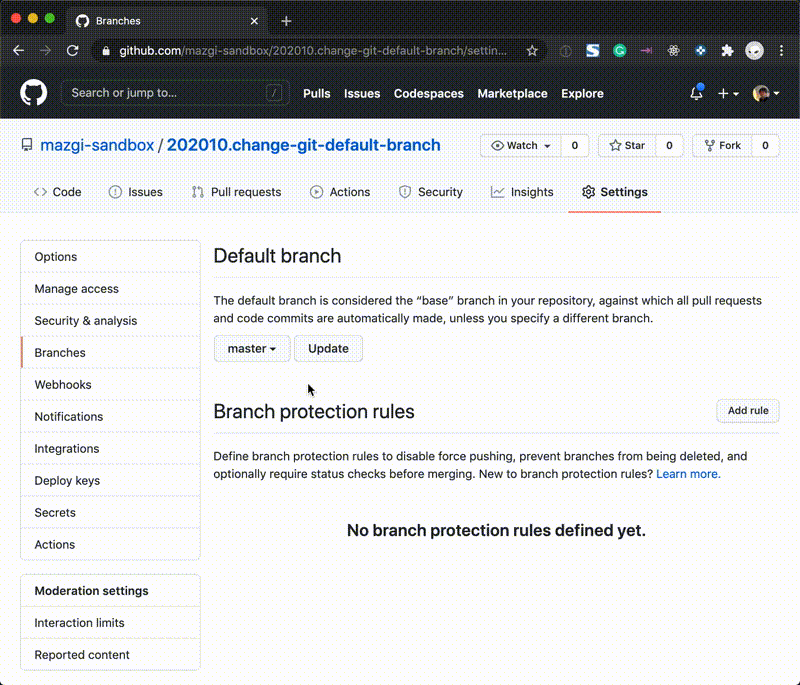 Branches
github.com/mazgi-sandbox/202010.change-git-default-branch/settin...
Search or jump to...
/
Pulls
Issues
Codespaces
Marketplace
Explore
mazgi-sandbox / 202010.change-git-default-branch
Watch 0
Star 0
Fork 0
Code
Issues
Pull requests
Actions
Security
Insights
Settings
Options
Manage access
Security & analysis
Branches
Webhooks
Notifications
Integrations
Deploy keys
Secrets
Actions
Moderation settings
Interaction limits
Reported content
Default branch
The default branch is considered the “base” branch in your repository, against which all pull requests
and code commits are automatically made, unless you specify a different branch.
master
Update
Branch protection rules
Add rule
Define branch protection rules to disable force pushing, prevent branches from being deleted, and
optionally require status checks before merging. New to branch protection rules? Learn more.
No branch protection rules defined yet.